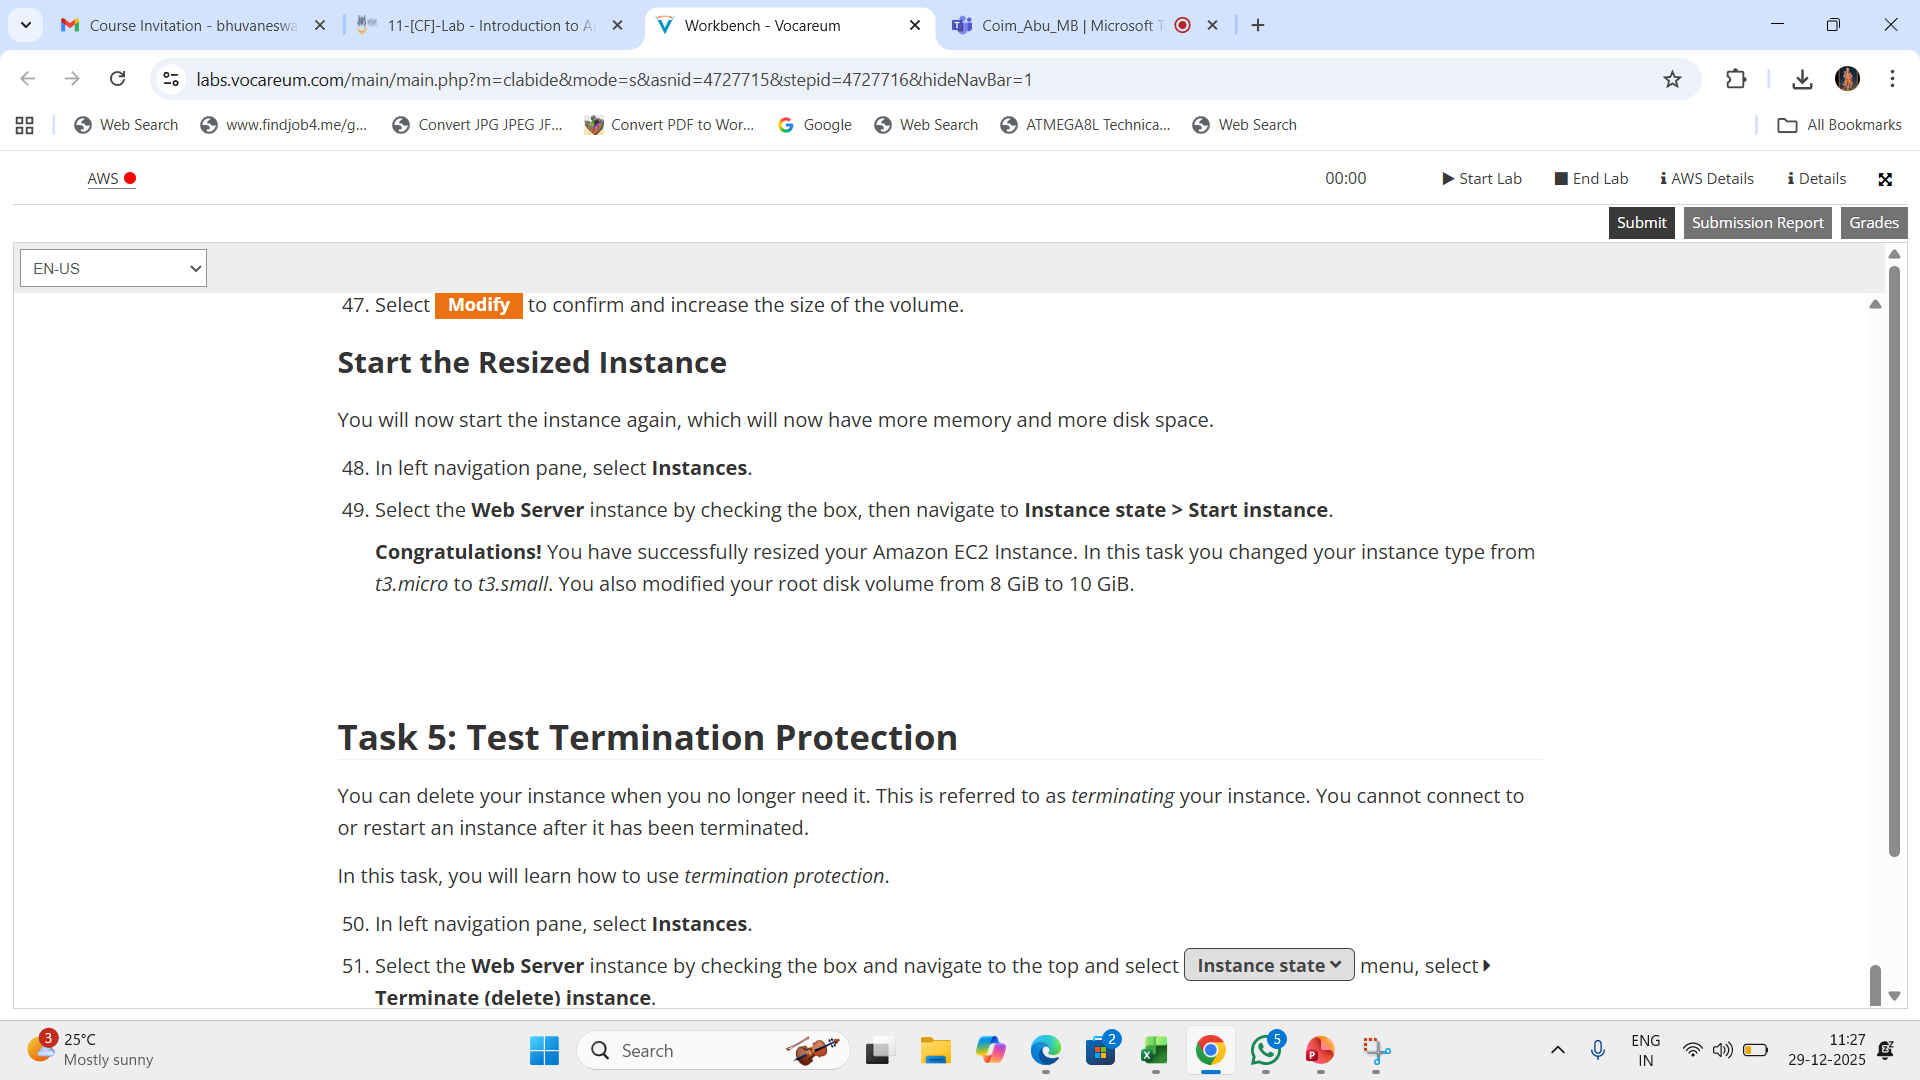 Course Invitation - bhuvaneswa
11-[CF]-Lab - Introduction to Ar
Workbench - Vocareum
Coim_Abu_MB | Microsoft T
labs.vocareum.com/main/main.php?m=clabide&mode=s&asnid=4727715&stepid=4727716&hideNavBar=1
Web Search
www.findjob4.me/g...
Convert JPG JPEG JF...
Convert PDF to Wor...
Google
Web Search
ATMEGA8L Technica...
Web Search
All Bookmarks
AWS
00:00
Start Lab
End Lab
AWS Details
Details
Submit
Submission Report
Grades
EN-US
47. Select Modify to confirm and increase the size of the volume.
Start the Resized Instance
You will now start the instance again, which will now have more memory and more disk space.
48. In left navigation pane, select Instances.
49. Select the Web Server instance by checking the box, then navigate to Instance state > Start instance.
Congratulations! You have successfully resized your Amazon EC2 Instance. In this task you changed your instance type from
t3.micro to t3.small. You also modified your root disk volume from 8 GiB to 10 GiB.
Task 5: Test Termination Protection
You can delete your instance when you no longer need it. This is referred to as terminating your instance. You cannot connect to
or restart an instance after it has been terminated.
In this task, you will learn how to use termination protection.
50. In left navigation pane, select Instances.
51. Select the Web Server instance by checking the box and navigate to the top and select Instance state menu, select
Terminate (delete) instance.
3
25°C
Mostly sunny
Search
2
5
ENG
IN
11:27
29-12-2025